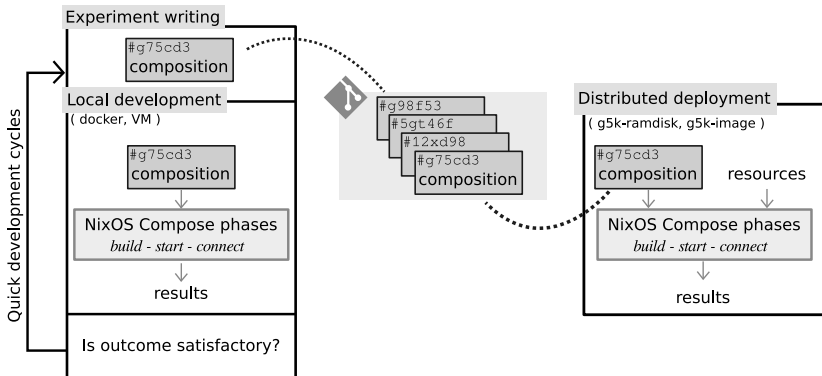 Experiment writing
#g75cd3
composition
Local development
( docker, VM )
#g75cd3
composition
NixOS Compose phases
build - start - connect
results
Is outcome satisfactory?
Quick development cycles
#g98f53
#5gt46f
#12xd98
#g75cd3
composition
Distributed deployment
( g5k-ramdisk, g5k-image )
#g75cd3
composition
resources
NixOS Compose phases
build - start - connect
results